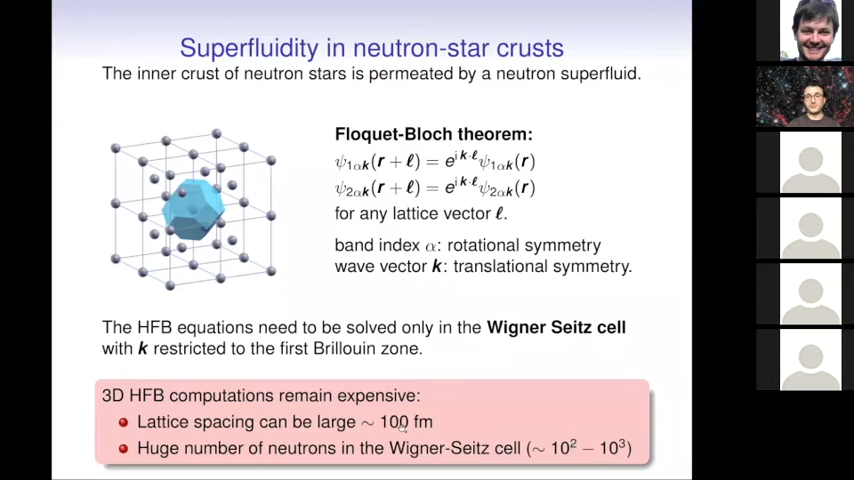 Superfluidity in neutron-star crusts
The inner crust of neutron stars is permeated by a neutron superfluid.
Floquet-Bloch theorem:
ψ₁αk(r + ℓ) = e^{i k·ℓ} ψ₁αk(r)
ψ₂αk(r + ℓ) = e^{i k·ℓ} ψ₂αk(r)
for any lattice vector ℓ.
band index α: rotational symmetry
wave vector k: translational symmetry.
The HFB equations need to be solved only in the Wigner Seitz cell
with k restricted to the first Brillouin zone.
3D HFB computations remain expensive:
Lattice spacing can be large ∼ 100 fm
Huge number of neutrons in the Wigner-Seitz cell (∼ 10² − 10³)